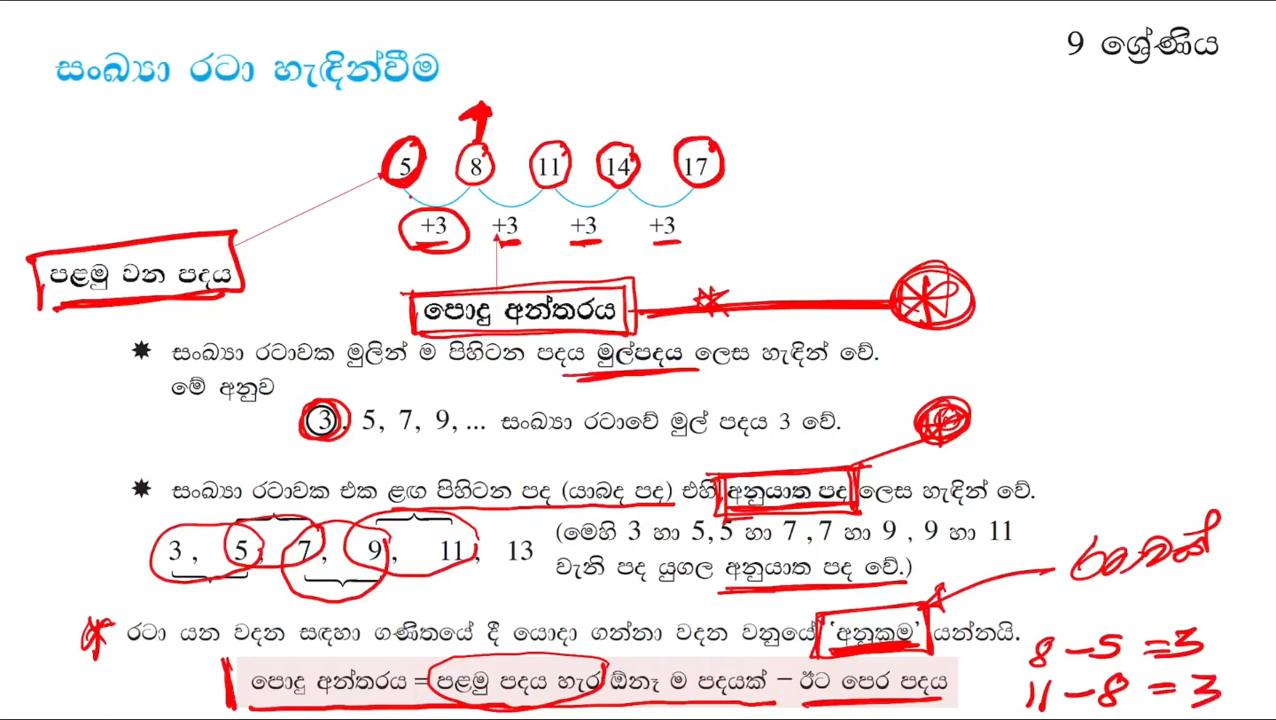 9 ශ්‍රේණිය
සංඛ්‍යා රටා හැඳින්වීම
5 8 11 14 17
+3 +3 +3 +3
පළමු වන පදය
පොදු අන්තරය
✷ සංඛ්‍යා රටාවක මුලින් ම පිහිටන පදය මුල්පදය ලෙස හැඳින් වේ.
මේ අනුව
3, 5, 7, 9, ... සංඛ්‍යා රටාවේ මුල් පදය 3 වේ.
✷ සංඛ්‍යා රටාවක එක ළඟ පිහිටන පද (යාබද පද) එහි අනුයාත පද ලෙස හැඳින් වේ.
3 , 5, 7, 9, 11, 13
(මෙහි 3 හා 5, 5 හා 7 , 7 හා 9 , 9 හා 11
වැනි පද යුගල අනුයාත පද වේ.)
රටා යන වදන සඳහා ගණිතයේ දී යොදා ගන්නා වදන වනුයේ 'අනුක්‍රම' යන්නයි.
පොදු අන්තරය = පළමු පදය හැර ඕනෑ ම පදයක් − ඊට පෙර පදය
8 − 5 = 3
11 − 8 = 3